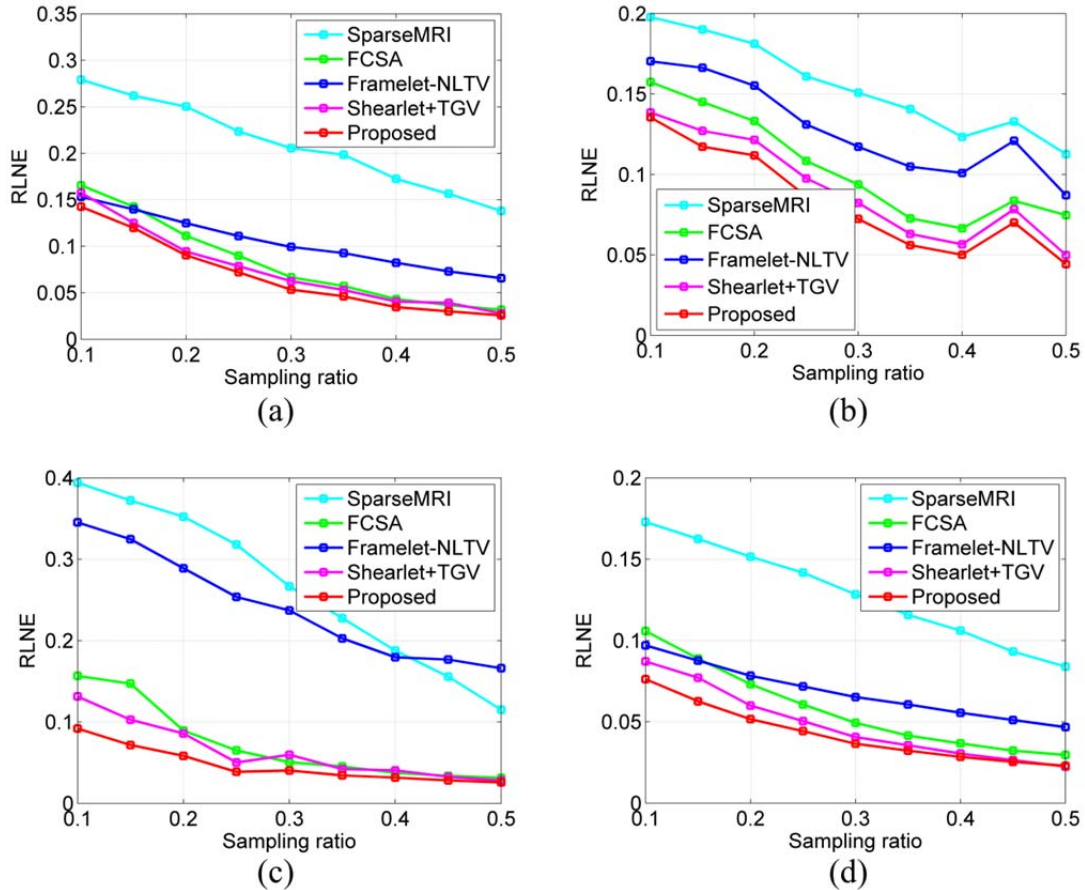 0.35
0.3
0.25
0.2
0.15
0.1
0.05
0
RLNE
SparseMRI
FCSA
Framelet-NLTV
Shearlet+TGV
Proposed
0.1 0.2 0.3 0.4 0.5
Sampling ratio
(a)
0.2
0.15
0.1
0.05
0
RLNE
SparseMRI
FCSA
Framelet-NLTV
Shearlet+TGV
Proposed
0.1 0.2 0.3 0.4 0.5
Sampling ratio
(b)
0.4
0.3
0.2
0.1
0
RLNE
SparseMRI
FCSA
Framelet-NLTV
Shearlet+TGV
Proposed
0.1 0.2 0.3 0.4 0.5
Sampling ratio
(c)
0.2
0.15
0.1
0.05
0
RLNE
SparseMRI
FCSA
Framelet-NLTV
Shearlet+TGV
Proposed
0.1 0.2 0.3 0.4 0.5
Sampling ratio
(d)